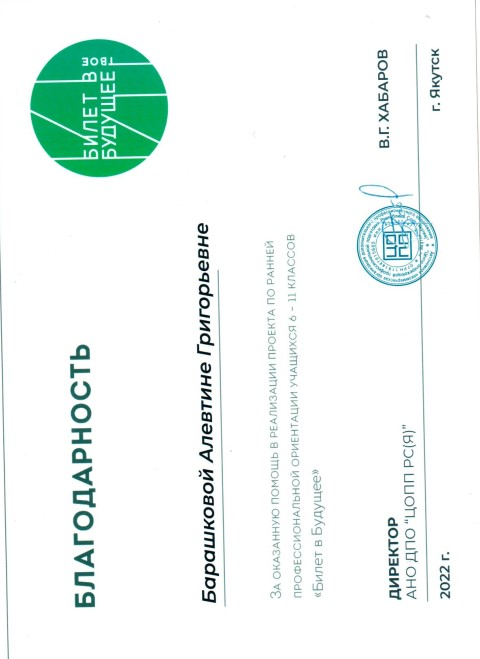 БИЛЕТ В
ТВОЕ
БУДУЩЕЕ
БЛАГОДАРНОСТЬ
Барашковой Алевтине Григорьевне
За оказанную помощь в реализации проекта по ранней
профессиональной ориентации учащихся 6 – 11 классов
«Билет в Будущее»
ДИРЕКТОР
АНО ДПО "ЦОПП РС(Я)"
В.Г. ХАБАРОВ
ЦОПП
2022 г.
г. Якутск